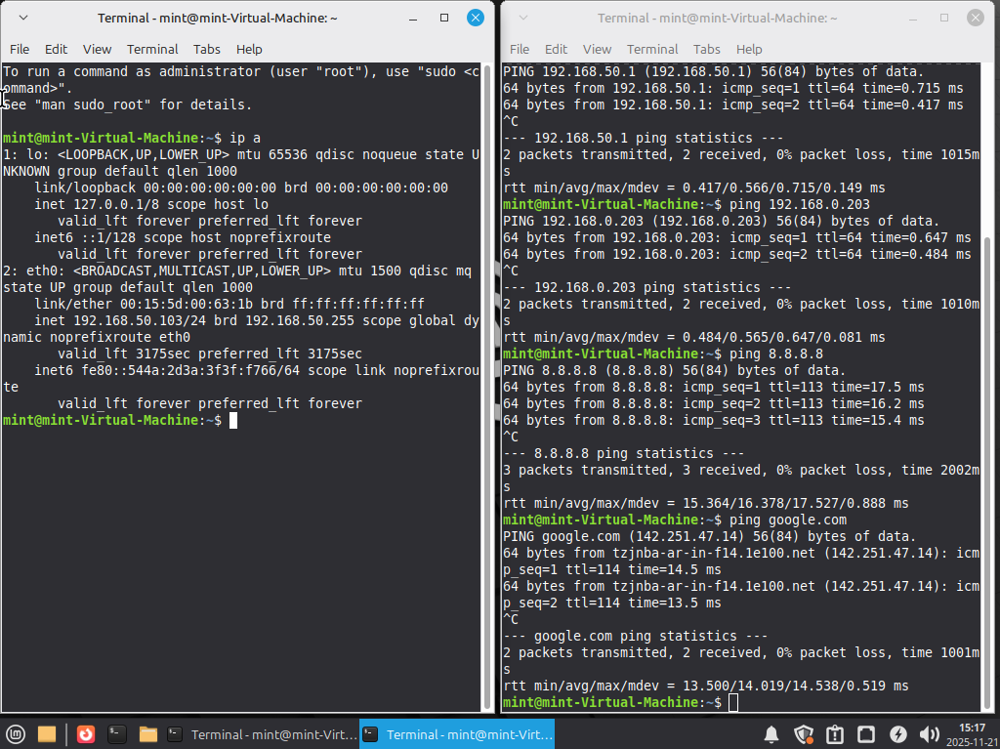 Terminal - mint@mint-Virtual-Machine: ~
File Edit View Terminal Tabs Help
To run a command as administrator (user "root"), use "sudo <c
ommand>".
See "man sudo_root" for details.
mint@mint-Virtual-Machine:~$ ip a
1: lo: <LOOPBACK,UP,LOWER_UP> mtu 65536 qdisc noqueue state U
NKNOWN group default qlen 1000
    link/loopback 00:00:00:00:00:00 brd 00:00:00:00:00:00
    inet 127.0.0.1/8 scope host lo
       valid_lft forever preferred_lft forever
    inet6 ::1/128 scope host noprefixroute
       valid_lft forever preferred_lft forever
2: eth0: <BROADCAST,MULTICAST,UP,LOWER_UP> mtu 1500 qdisc mq
state UP group default qlen 1000
    link/ether 00:15:5d:00:63:1b brd ff:ff:ff:ff:ff:ff
    inet 192.168.50.103/24 brd 192.168.50.255 scope global dy
namic noprefixroute eth0
       valid_lft 3175sec preferred_lft 3175sec
    inet6 fe80::544a:2d3a:3f3f:f766/64 scope link noprefixrou
te
       valid_lft forever preferred_lft forever
mint@mint-Virtual-Machine:~$
Terminal - mint@mint-Virtual-Machine: ~
File Edit View Terminal Tabs Help
PING 192.168.50.1 (192.168.50.1) 56(84) bytes of data.
64 bytes from 192.168.50.1: icmp_seq=1 ttl=64 time=0.715 ms
64 bytes from 192.168.50.1: icmp_seq=2 ttl=64 time=0.417 ms
^C
--- 192.168.50.1 ping statistics ---
2 packets transmitted, 2 received, 0% packet loss, time 1015m
s
rtt min/avg/max/mdev = 0.417/0.566/0.715/0.149 ms
mint@mint-Virtual-Machine:~$ ping 192.168.0.203
PING 192.168.0.203 (192.168.0.203) 56(84) bytes of data.
64 bytes from 192.168.0.203: icmp_seq=1 ttl=64 time=0.647 ms
64 bytes from 192.168.0.203: icmp_seq=2 ttl=64 time=0.484 ms
^C
--- 192.168.0.203 ping statistics ---
2 packets transmitted, 2 received, 0% packet loss, time 1010m
s
rtt min/avg/max/mdev = 0.484/0.565/0.647/0.081 ms
mint@mint-Virtual-Machine:~$ ping 8.8.8.8
PING 8.8.8.8 (8.8.8.8) 56(84) bytes of data.
64 bytes from 8.8.8.8: icmp_seq=1 ttl=113 time=17.5 ms
64 bytes from 8.8.8.8: icmp_seq=2 ttl=113 time=16.2 ms
64 bytes from 8.8.8.8: icmp_seq=3 ttl=113 time=15.4 ms
^C
--- 8.8.8.8 ping statistics ---
3 packets transmitted, 3 received, 0% packet loss, time 2002m
s
rtt min/avg/max/mdev = 15.364/16.378/17.527/0.888 ms
mint@mint-Virtual-Machine:~$ ping google.com
PING google.com (142.251.47.14) 56(84) bytes of data.
64 bytes from tzjnba-ar-in-f14.1e100.net (142.251.47.14): icm
p_seq=1 ttl=114 time=14.5 ms
64 bytes from tzjnba-ar-in-f14.1e100.net (142.251.47.14): icm
p_seq=2 ttl=114 time=13.5 ms
^C
--- google.com ping statistics ---
2 packets transmitted, 2 received, 0% packet loss, time 1001m
s
rtt min/avg/max/mdev = 13.500/14.019/14.538/0.519 ms
mint@mint-Virtual-Machine:~$
Terminal - mint@mint-Virt...
Terminal - mint@mint-Virt...
15:17
2025-11-21